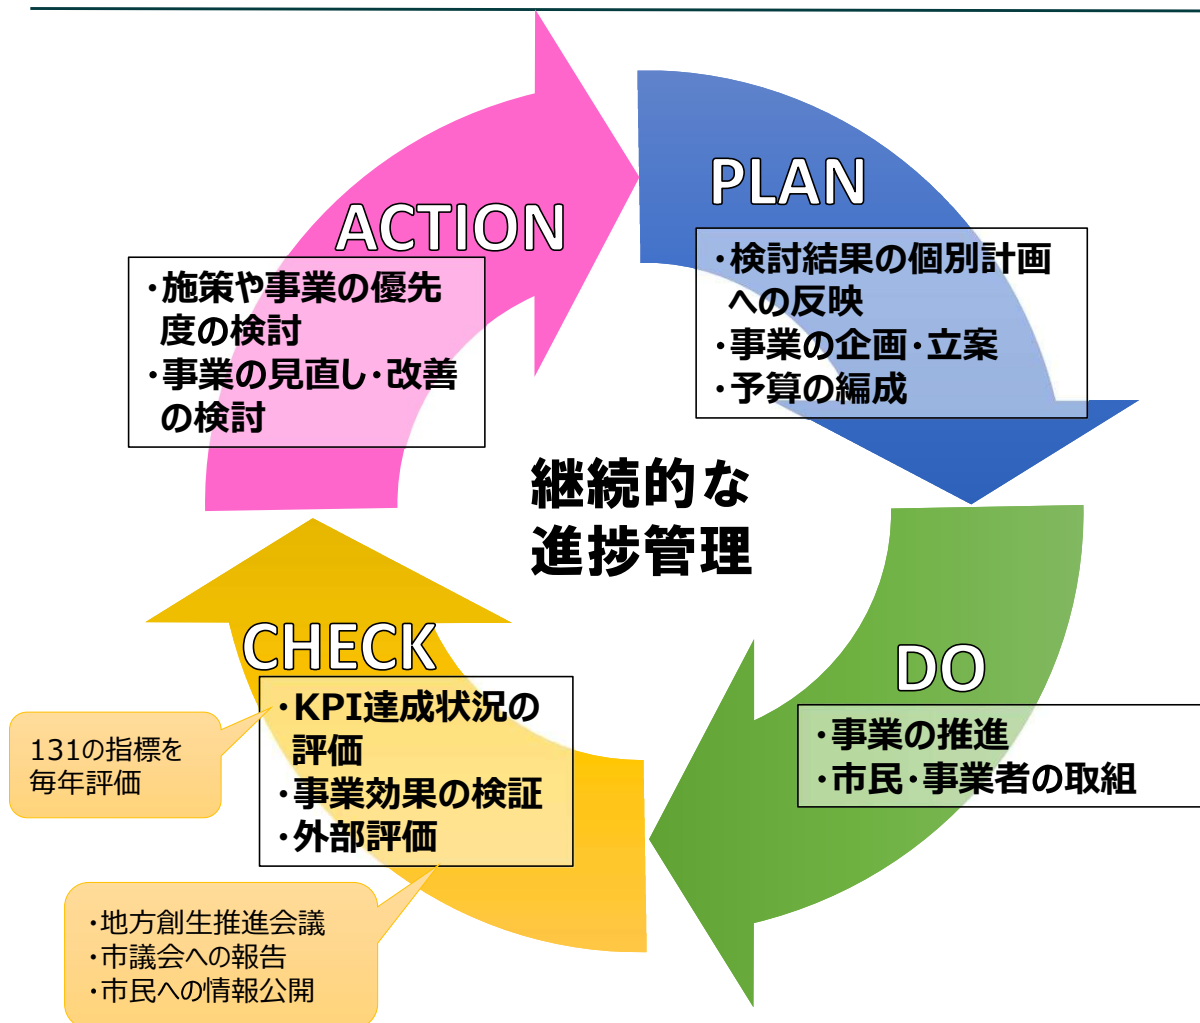 ACTION
・施策や事業の優先
度の検討
・事業の見直し・改善
の検討
PLAN
・検討結果の個別計画
への反映
・事業の企画・立案
・予算の編成
継続的な
進捗管理
CHECK
・KPI達成状況の
評価
・事業効果の検証
・外部評価
131の指標を
毎年評価
・地方創生推進会議
・市議会への報告
・市民への情報公開
DO
・事業の推進
・市民・事業者の取組